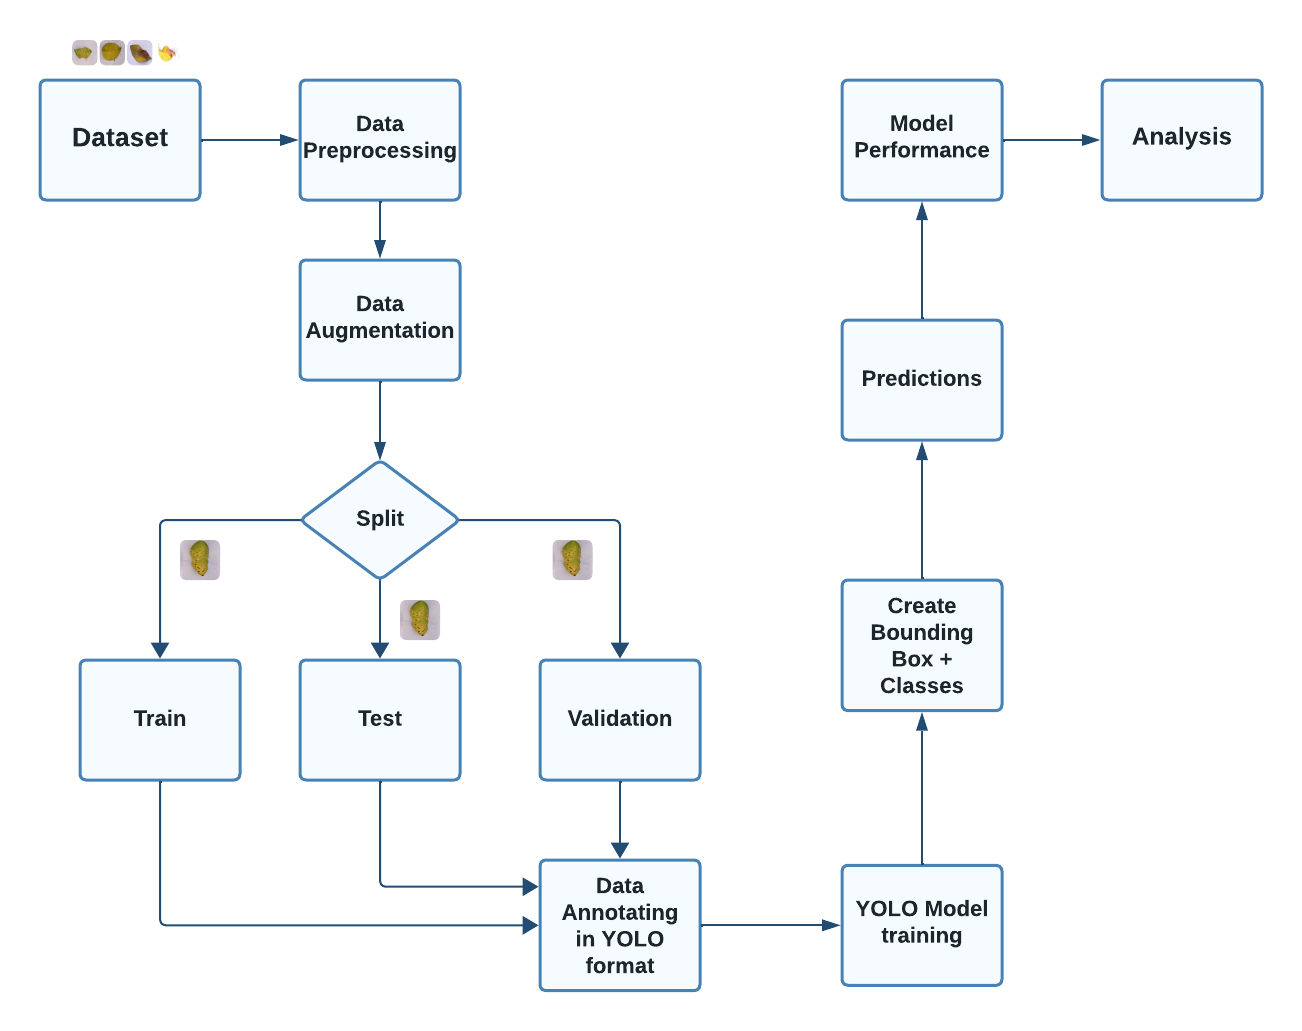 Dataset
Data
Preprocessing
Data
Augmentation
Split
Train
Test
Validation
Data
Annotating
in YOLO
format
YOLO Model
training
Create
Bounding
Box +
Classes
Predictions
Model
Performance
Analysis